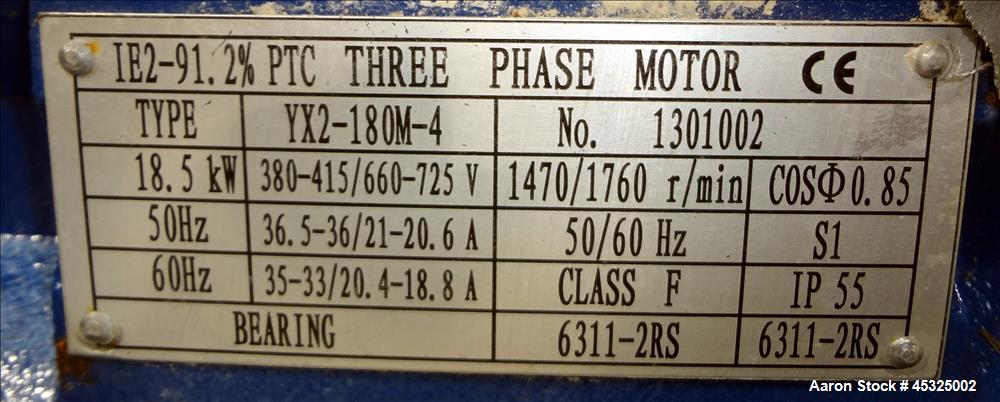 IE2-91.2% PTC THREE PHASE MOTOR CE
TYPE YX2-180M-4 No. 1301002
18.5 kW 380-415/660-725 V 1470/1760 r/min COSΦ0.85
50Hz 36.5-36/21-20.6 A 50/60 Hz S1
60Hz 35-33/20.4-18.8 A CLASS F IP 55
BEARING 6311-2RS 6311-2RS
Aaron Stock # 45325002